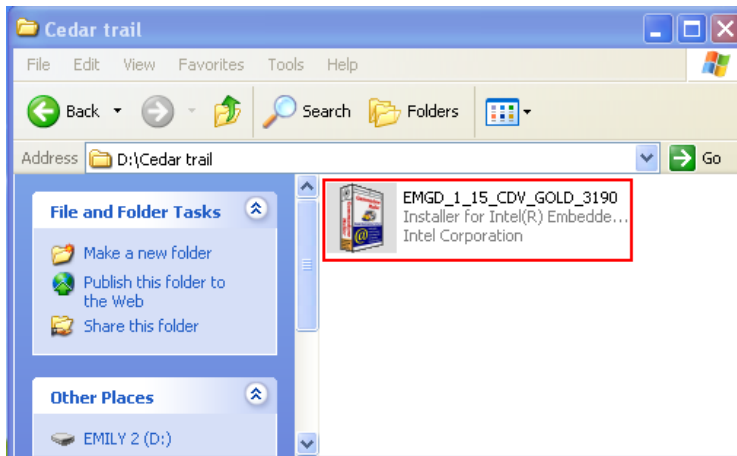 Cedar trail
File Edit View Favorites Tools Help
Back Search Folders
Address D:\Cedar trail Go
File and Folder Tasks
Make a new folder
Publish this folder to
the Web
Share this folder
Other Places
EMILY 2 (D:)
EMGD_1_15_CDV_GOLD_3190
Installer for Intel(R) Embedde...
Intel Corporation